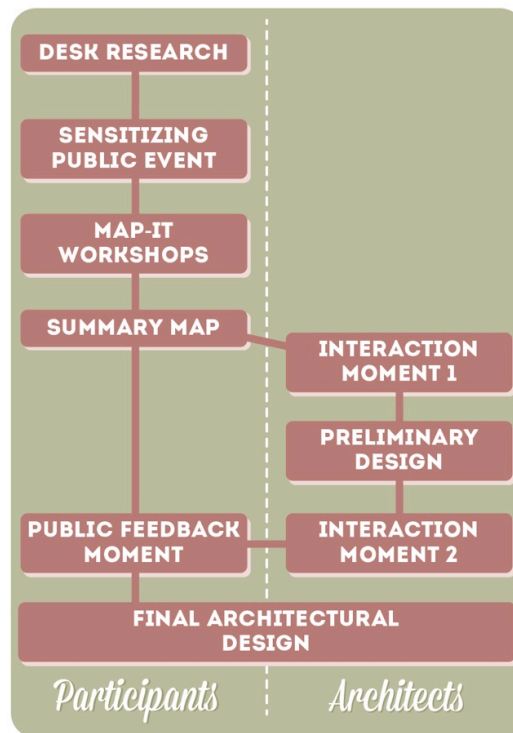 DESK RESEARCH
SENSITIZING
PUBLIC EVENT
MAP-IT
WORKSHOPS
SUMMARY MAP
INTERACTION
MOMENT 1
PRELIMINARY
DESIGN
PUBLIC FEEDBACK
MOMENT
INTERACTION
MOMENT 2
FINAL ARCHITECTURAL
DESIGN
Participants
Architects